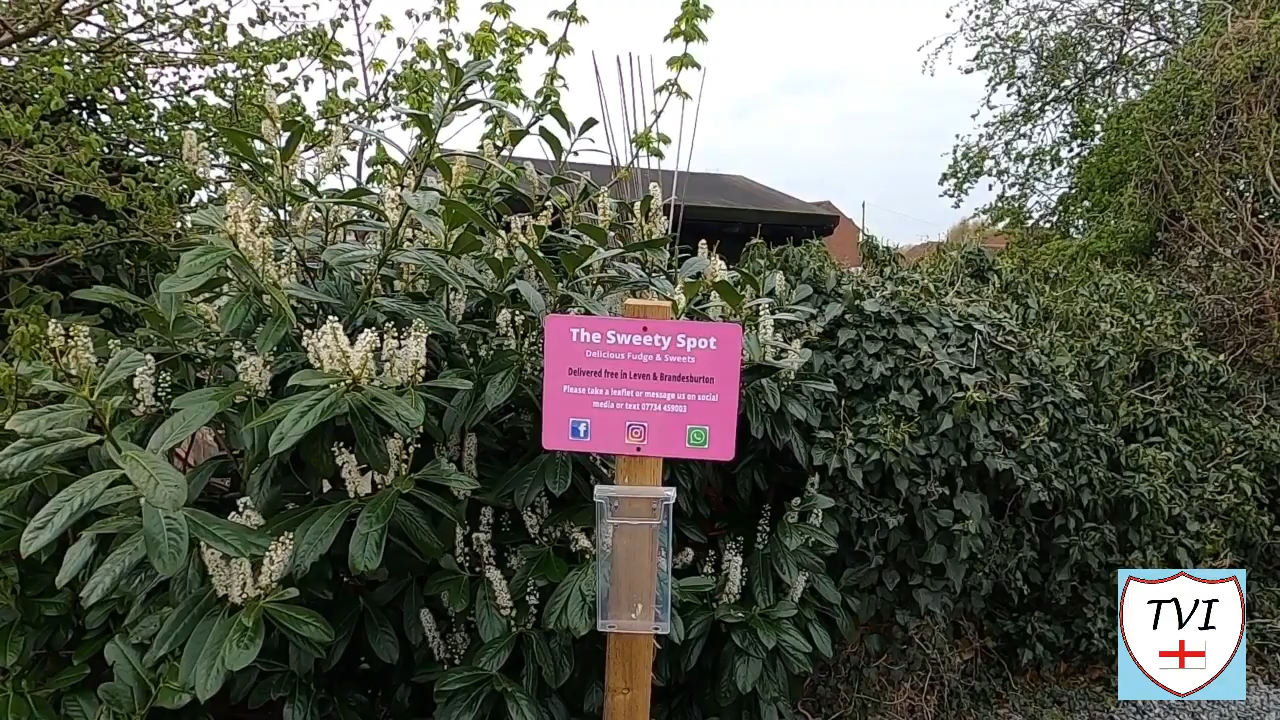 The Sweety Spot
Delicious Fudge & Sweets
Delivered free in Leven & Brandesburton
Please take a leaflet or message us on social
media or text 07734 459003
TVI